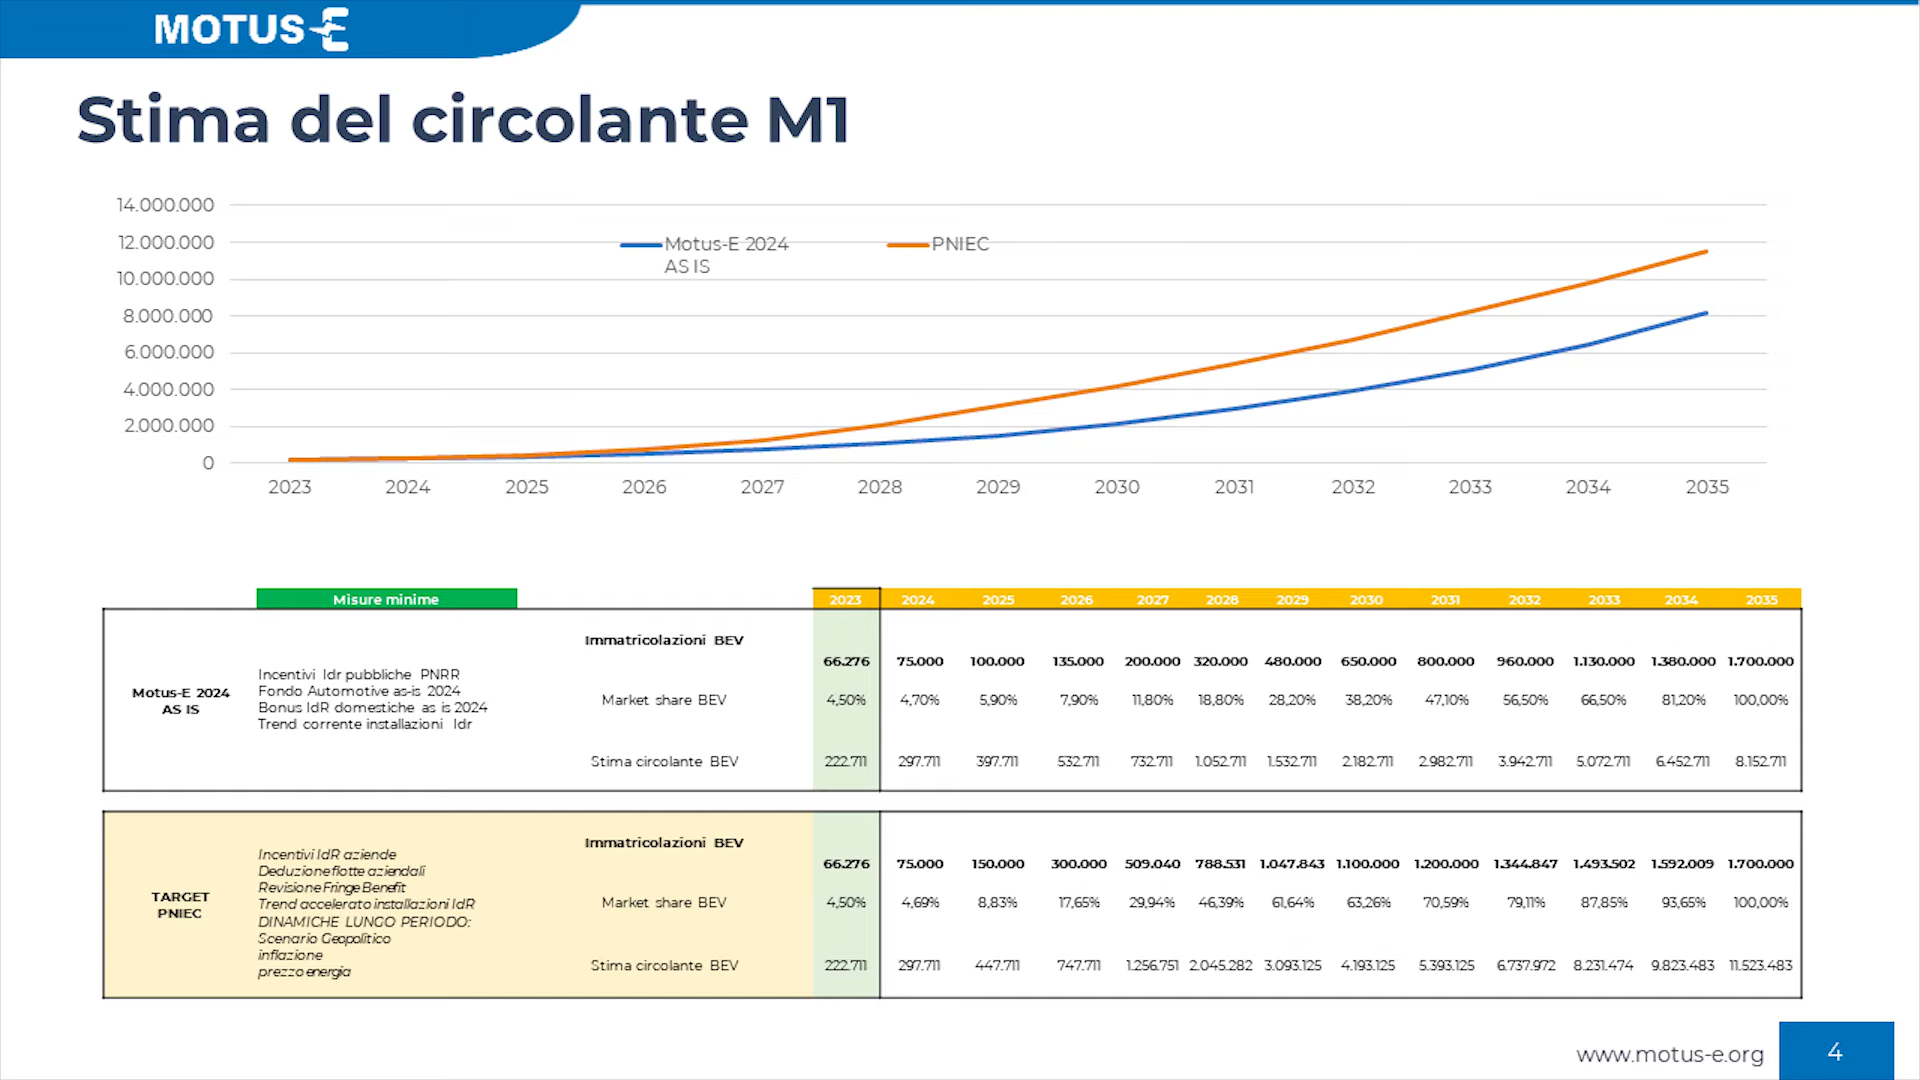 MOTUS-E
Stima del circolante M1
14.000.000
12.000.000
10.000.000
8.000.000
6.000.000
4.000.000
2.000.000
0
Motus-E 2024
AS IS
PNIEC
2023 2024 2025 2026 2027 2028 2029 2030 2031 2032 2033 2034 2035
Misure minime 2023 2024 2025 2026 2027 2028 2029 2030 2031 2032 2033 2034 2035
Motus-E 2024
AS IS
Incentivi Idr pubbliche PNRR
Fondo Automotive as-is 2024
Bonus IdR domestiche as is 2024
Trend corrente installazioni Idr
Immatricolazioni BEV
66.276 75.000 100.000 135.000 200.000 320.000 480.000 650.000 800.000 960.000 1.130.000 1.380.000 1.700.000
Market share BEV 4,50% 4,70% 5,90% 7,90% 11,80% 18,80% 28,20% 38,20% 47,10% 56,50% 66,50% 81,20% 100,00%
Stima circolante BEV 222.711 297.711 397.711 532.711 732.711 1.052.711 1.532.711 2.182.711 2.982.711 3.942.711 5.072.711 6.452.711 8.152.711
TARGET
PNIEC
Incentivi IdR aziende
Deduzione flotte aziendali
Revisione Fringe Benefit
Trend accelerato installazioni IdR
DINAMICHE LUNGO PERIODO:
Scenario Geopolitico
inflazione
prezzo energia
Immatricolazioni BEV
66.276 75.000 150.000 300.000 509.040 788.531 1.047.843 1.100.000 1.200.000 1.344.847 1.493.502 1.592.009 1.700.000
Market share BEV 4,50% 4,69% 8,83% 17,65% 29,94% 46,39% 61,64% 63,26% 70,59% 79,11% 87,85% 93,65% 100,00%
Stima circolante BEV 222.711 297.711 447.711 747.711 1.256.751 2.045.282 3.093.125 4.193.125 5.393.125 6.737.972 8.231.474 9.823.483 11.523.483
www.motus-e.org
4